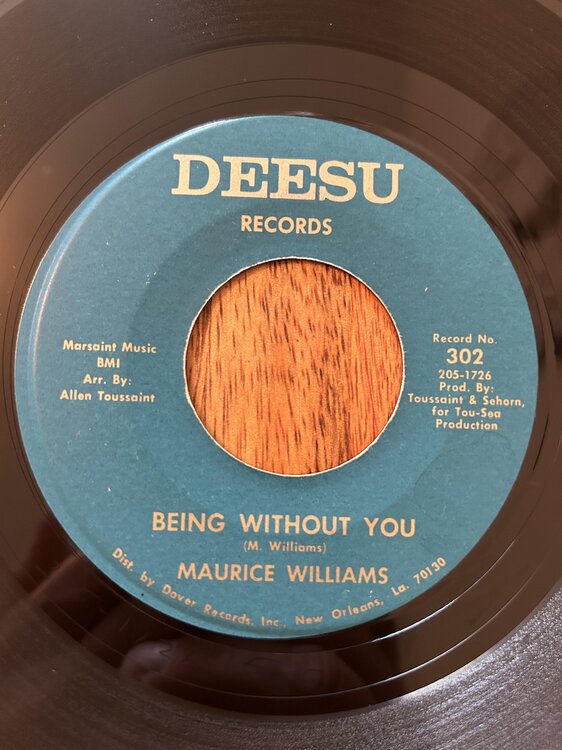 DEESU
RECORDS
Marsaint Music
BMI
Arr. By:
Allen Toussaint
Record No.
302
205-1726
Prod. By:
Toussaint & Sehorn,
for Tou-Sea
Production
BEING WITHOUT YOU
(M. Williams)
MAURICE WILLIAMS
Dist. by Dover Records, Inc., New Orleans, La. 70130